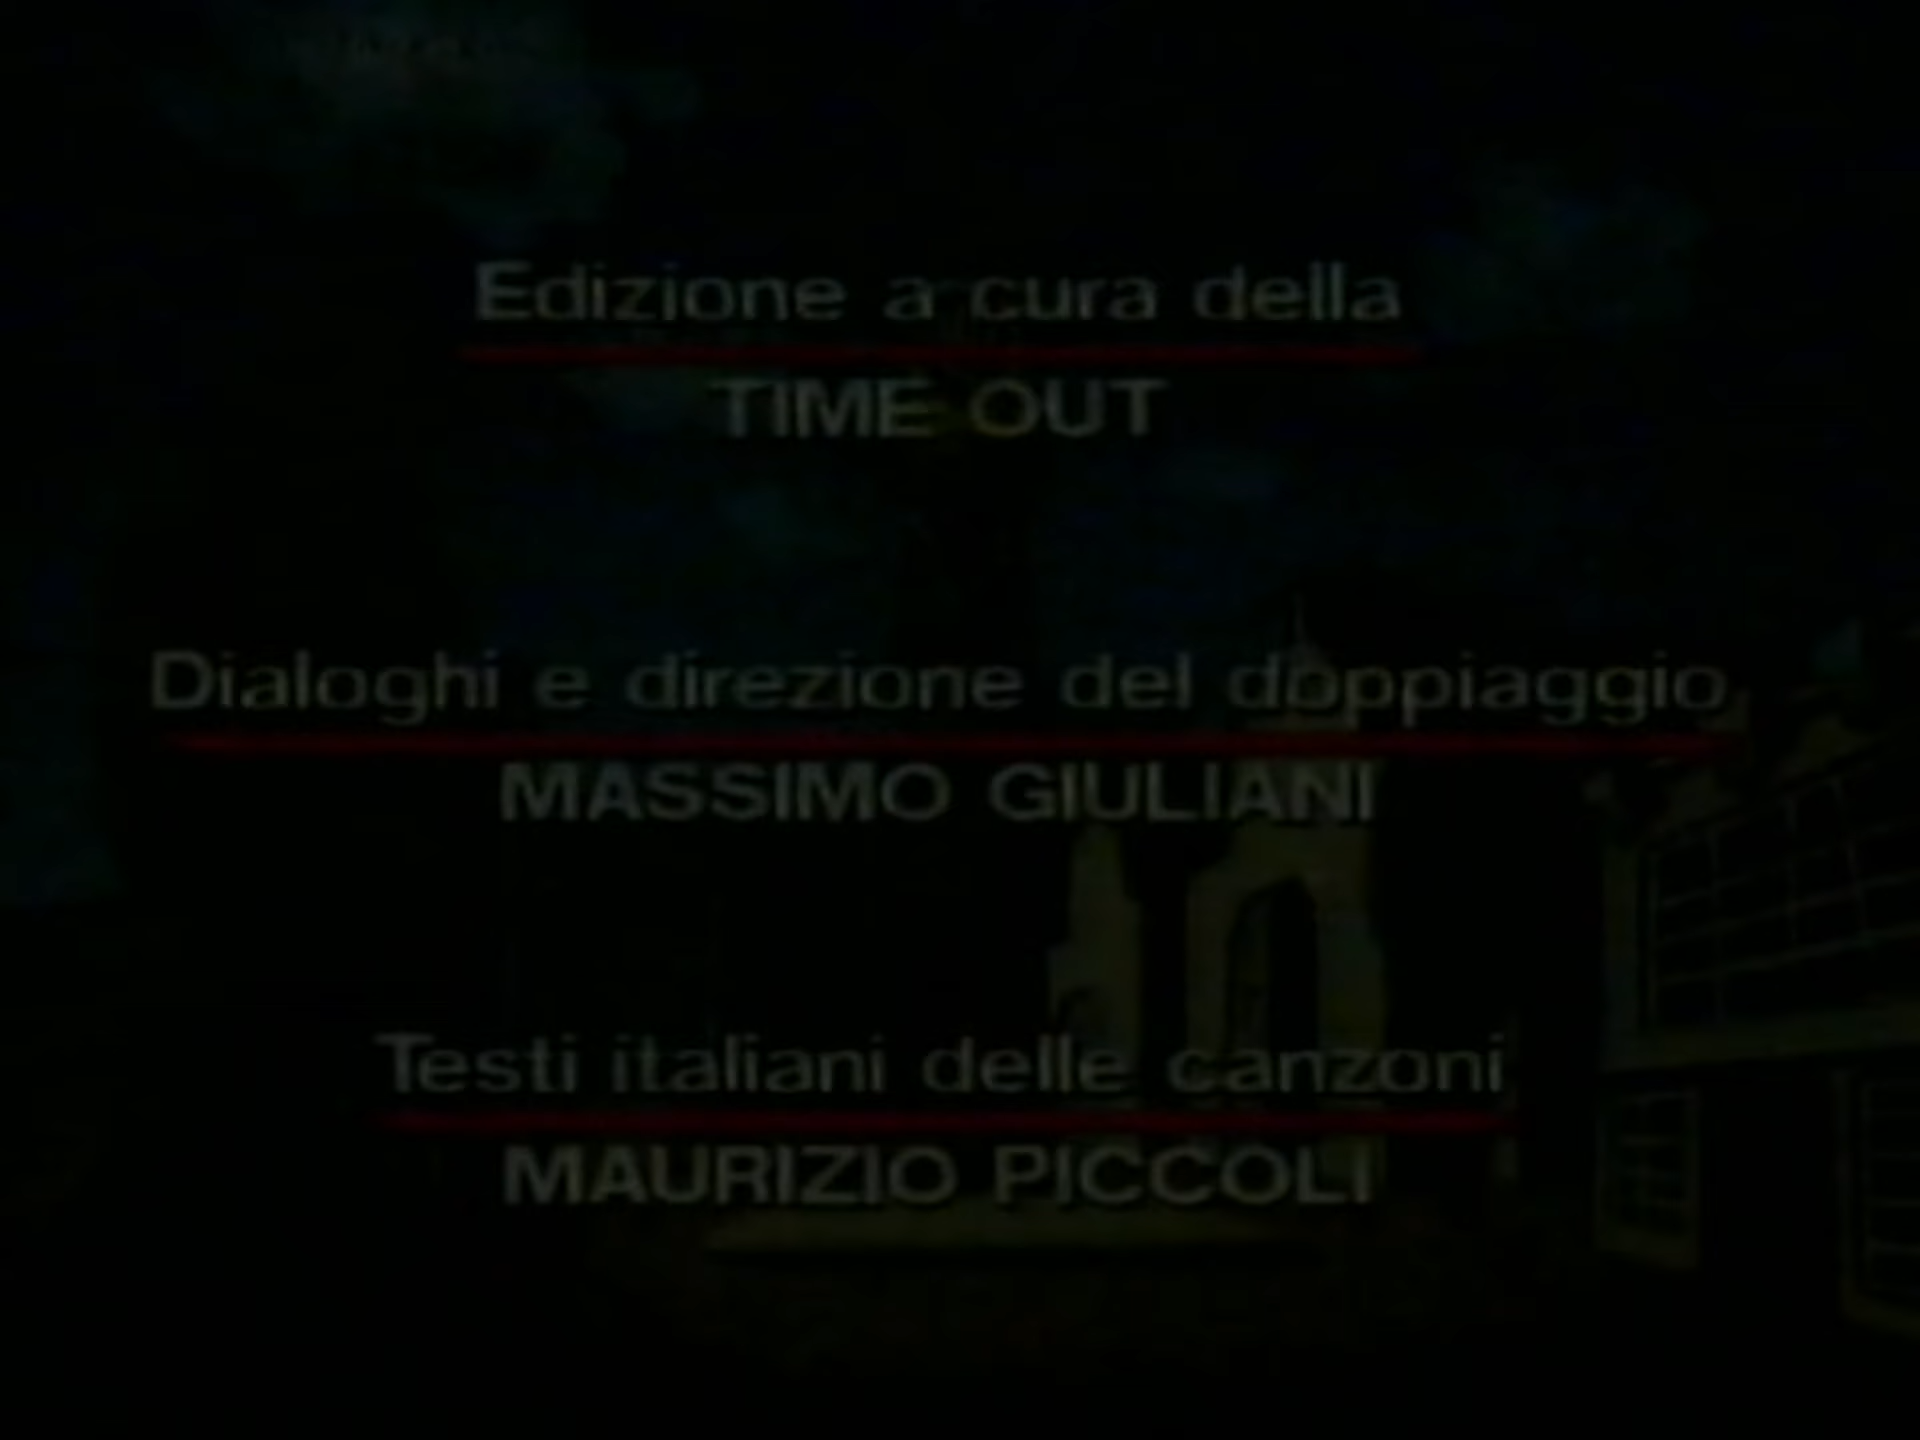 Edizione a cura della
TIME OUT
Dialoghi e direzione del doppiaggio
MASSIMO GIULIANI
Testi italiani delle canzoni
MAURIZIO PICCOLI